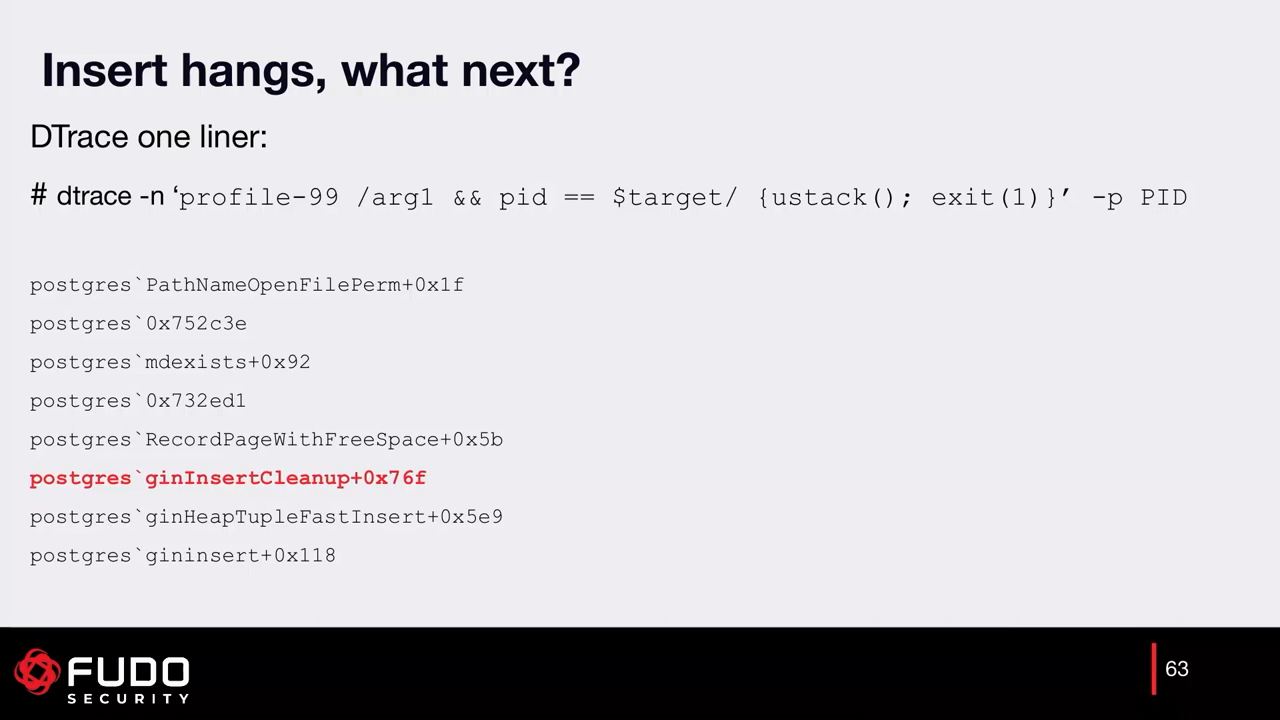 Insert hangs, what next?
DTrace one liner:
# dtrace -n ‘profile-99 /arg1 && pid == $target/ {ustack(); exit(1)}’ -p PID
postgres`PathNameOpenFilePerm+0x1f
postgres`0x752c3e
postgres`mdexists+0x92
postgres`0x732ed1
postgres`RecordPageWithFreeSpace+0x5b
postgres`ginInsertCleanup+0x76f
postgres`ginHeapTupleFastInsert+0x5e9
postgres`gininsert+0x118
FUDO
SECURITY
63